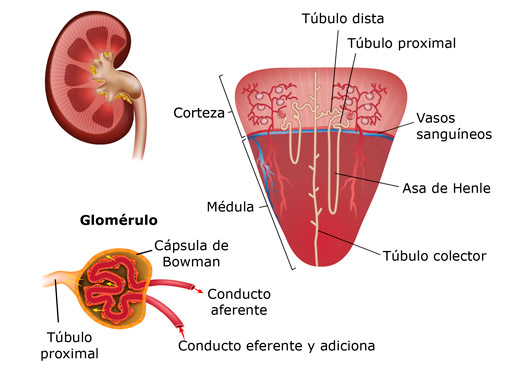 Túbulo dista
Túbulo proximal
Corteza
Vasos
sanguíneos
Asa de Henle
Médula
Túbulo colector
Glomérulo
Cápsula de
Bowman
Conducto
aferente
Túbulo
proximal
Conducto eferente y adiciona